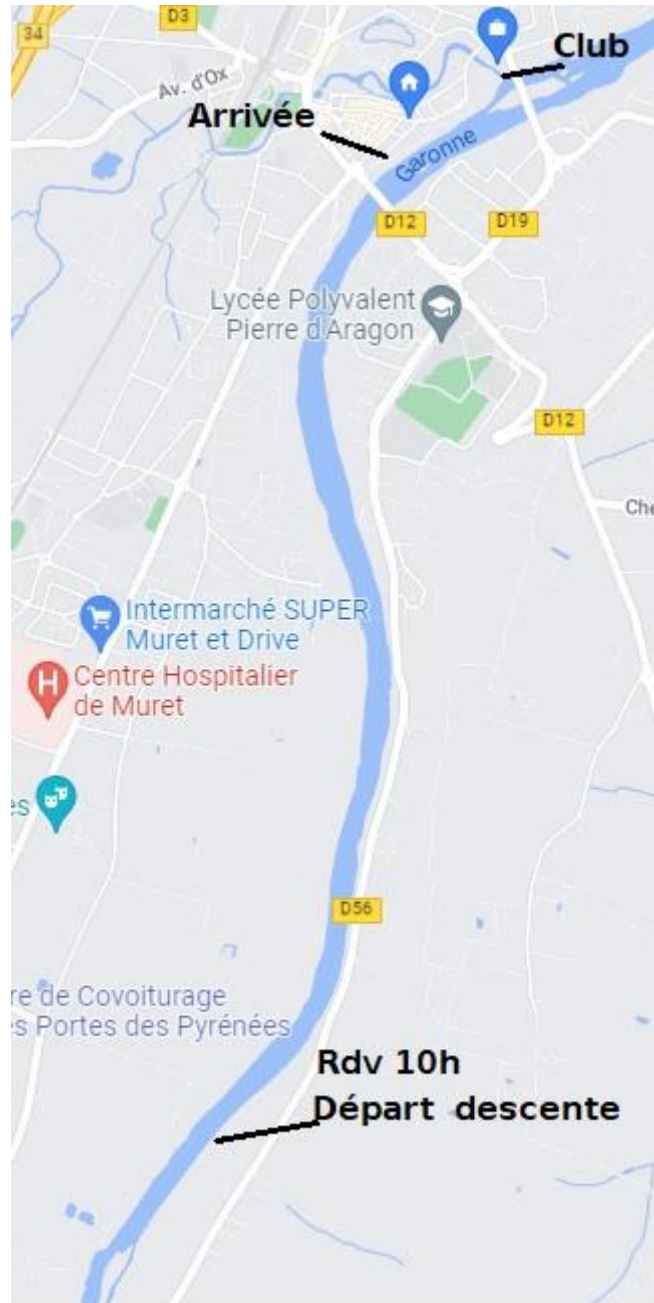 D3
34
Club
Av. d'Ox
Arrivée
Garonne
D12
D19
Lycée Polyvalent
Pierre d'Aragon
D12
Che
Intermarché SUPER
Muret et Drive
Centre Hospitalier
de Muret
es
D56
re de Covoiturage
es Portes des Pyrénées
Rdv 10h
Départ descente